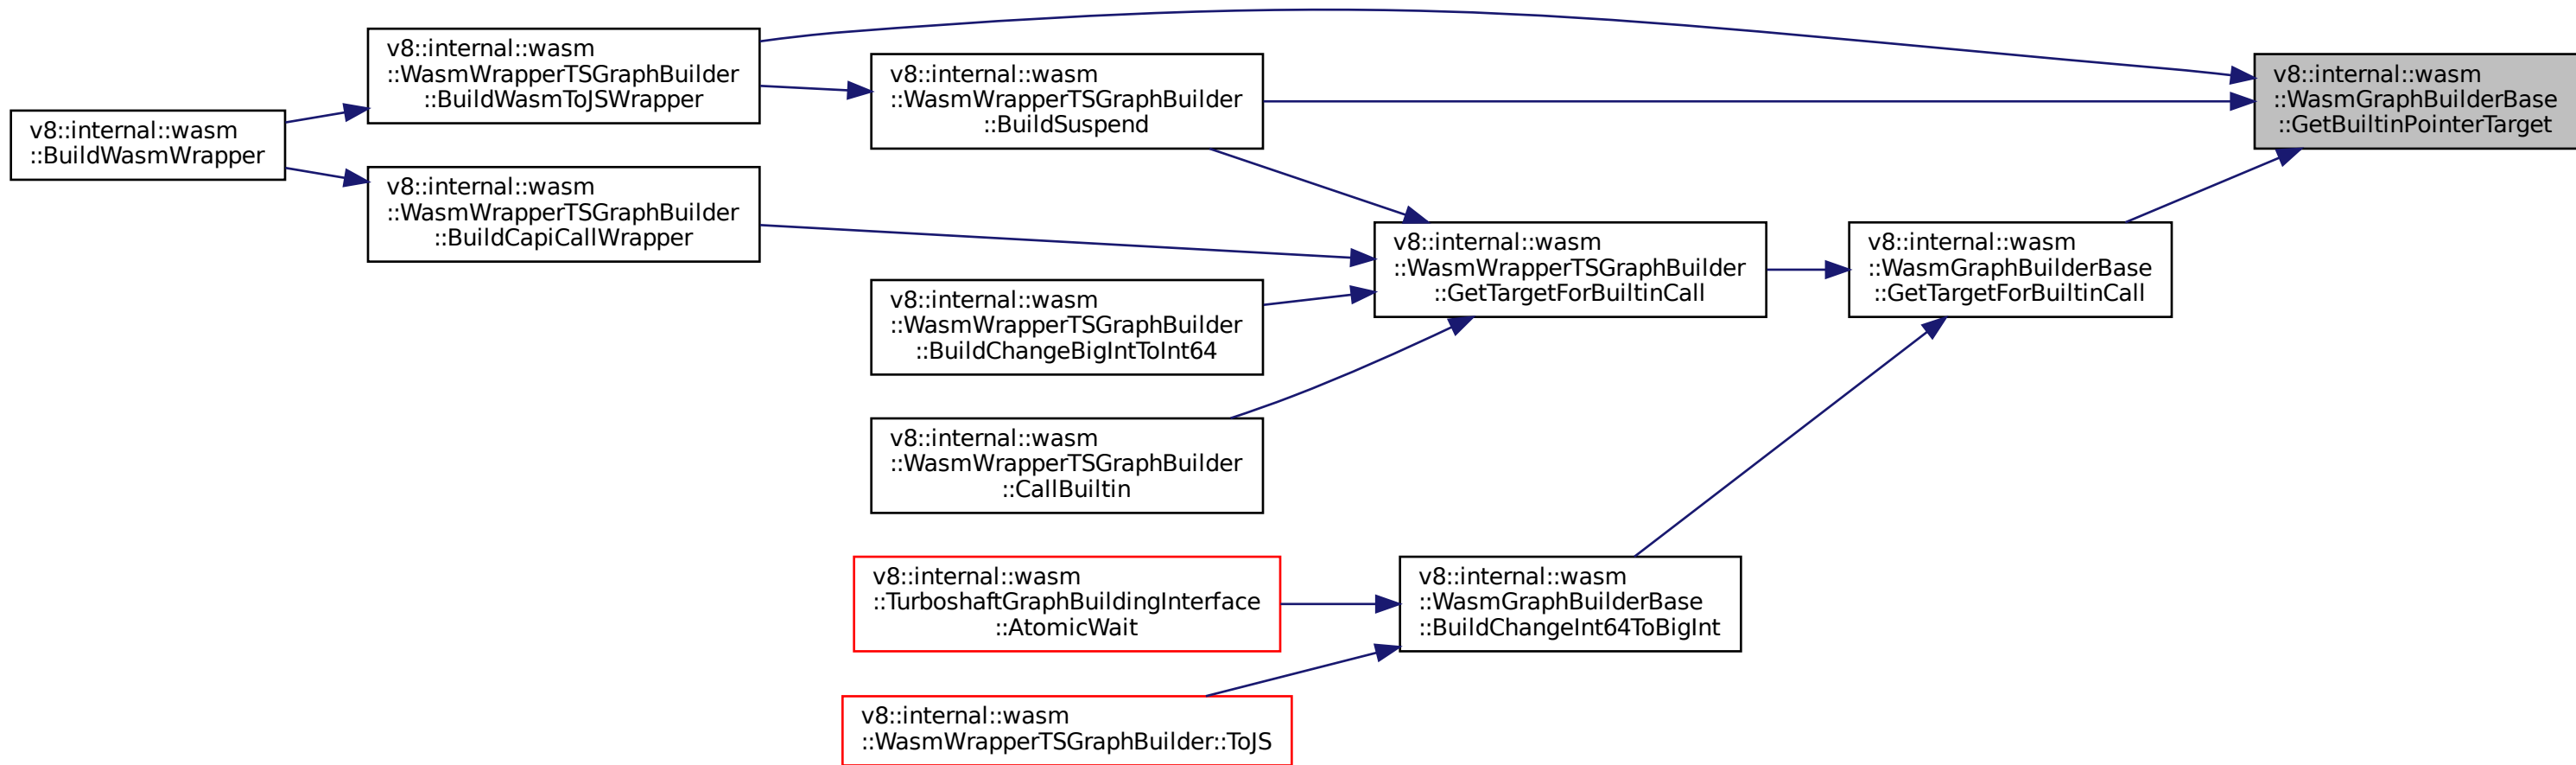 v8::internal::wasm
::BuildWasmWrapper
v8::internal::wasm
::WasmWrapperTSGraphBuilder
::BuildWasmToJSWrapper
v8::internal::wasm
::WasmWrapperTSGraphBuilder
::BuildCapiCallWrapper
v8::internal::wasm
::WasmWrapperTSGraphBuilder
::BuildSuspend
v8::internal::wasm
::WasmWrapperTSGraphBuilder
::BuildChangeBigIntToInt64
v8::internal::wasm
::WasmWrapperTSGraphBuilder
::CallBuiltin
v8::internal::wasm
::TurboshaftGraphBuildingInterface
::AtomicWait
v8::internal::wasm
::WasmWrapperTSGraphBuilder::ToJS
v8::internal::wasm
::WasmWrapperTSGraphBuilder
::GetTargetForBuiltinCall
v8::internal::wasm
::WasmGraphBuilderBase
::BuildChangeInt64ToBigInt
v8::internal::wasm
::WasmGraphBuilderBase
::GetTargetForBuiltinCall
v8::internal::wasm
::WasmGraphBuilderBase
::GetBuiltinPointerTarget